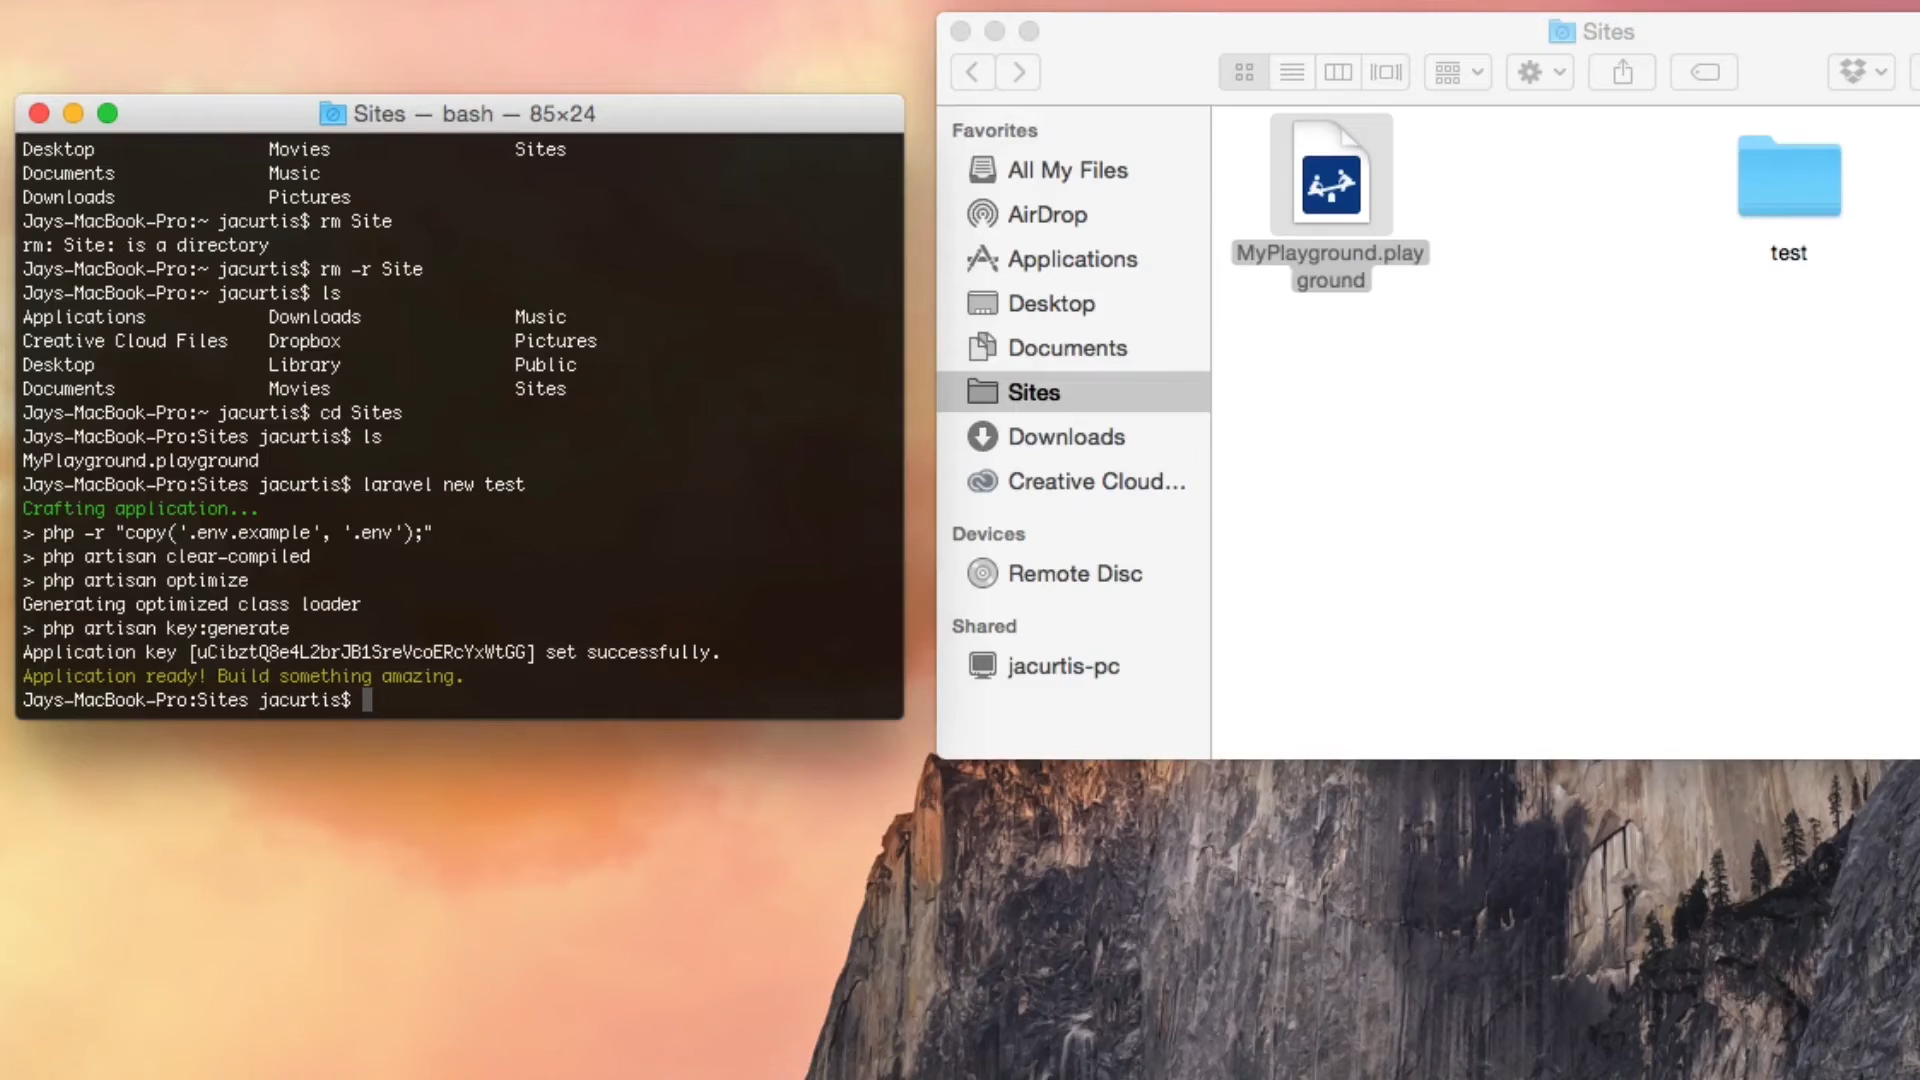 Sites — bash — 85×24
Desktop Movies Sites
Documents Music
Downloads Pictures
Jays-MacBook-Pro:~ jacurtis$ rm Site
rm: Site: is a directory
Jays-MacBook-Pro:~ jacurtis$ rm -r Site
Jays-MacBook-Pro:~ jacurtis$ ls
Applications Downloads Music
Creative Cloud Files Dropbox Pictures
Desktop Library Public
Documents Movies Sites
Jays-MacBook-Pro:~ jacurtis$ cd Sites
Jays-MacBook-Pro:Sites jacurtis$ ls
MyPlayground.playground
Jays-MacBook-Pro:Sites jacurtis$ laravel new test
Crafting application...
> php -r "copy('.env.example', '.env');"
> php artisan clear-compiled
> php artisan optimize
Generating optimized class loader
> php artisan key:generate
Application key [uCibztQ8e4L2brJB1SreVcoERcYxWtGG] set successfully.
Application ready! Build something amazing.
Jays-MacBook-Pro:Sites jacurtis$
Sites
Favorites
All My Files
AirDrop
Applications
Desktop
Documents
Sites
Downloads
Creative Cloud...
Devices
Remote Disc
Shared
jacurtis-pc
MyPlayground.play
ground
test